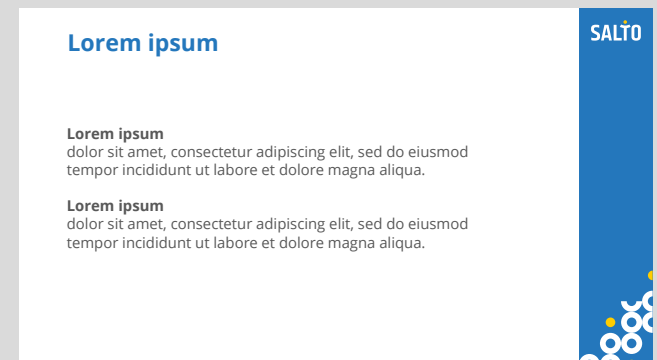 Lorem ipsum
SALTO
Lorem ipsum
dolor sit amet, consectetur adipiscing elit, sed do eiusmod
tempor incididunt ut labore et dolore magna aliqua.
Lorem ipsum
dolor sit amet, consectetur adipiscing elit, sed do eiusmod
tempor incididunt ut labore et dolore magna aliqua.